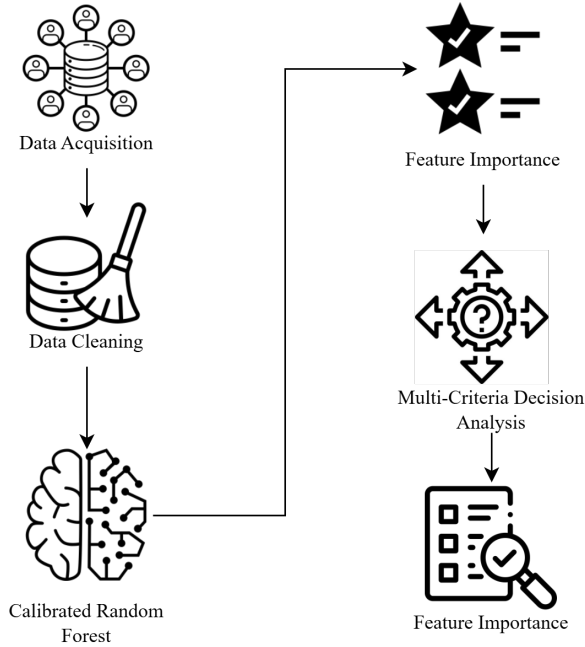 Data Acquisition
Data Cleaning
Calibrated Random
Forest
Feature Importance
?
Multi-Criteria Decision
Analysis
Feature Importance